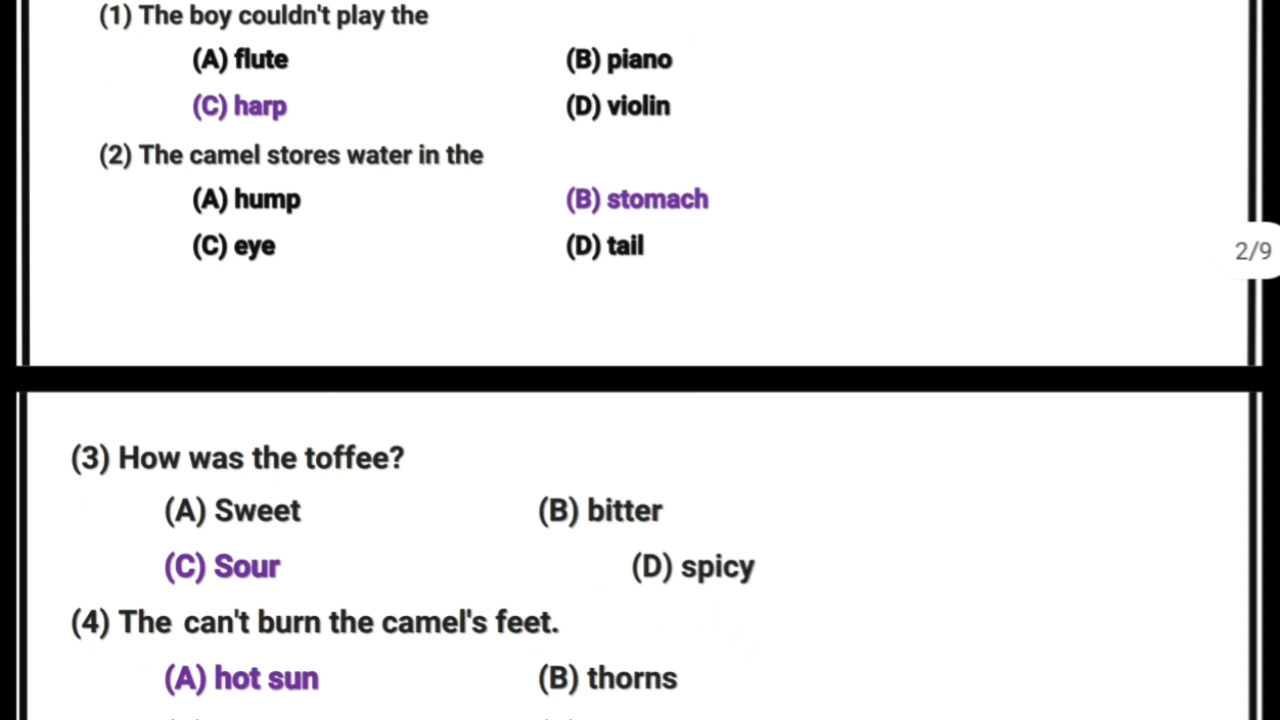 (1) The boy couldn't play the
(A) flute (B) piano
(C) harp (D) violin
(2) The camel stores water in the
(A) hump (B) stomach
(C) eye (D) tail
2/9
(3) How was the toffee?
(A) Sweet (B) bitter
(C) Sour (D) spicy
(4) The can't burn the camel's feet.
(A) hot sun (B) thorns